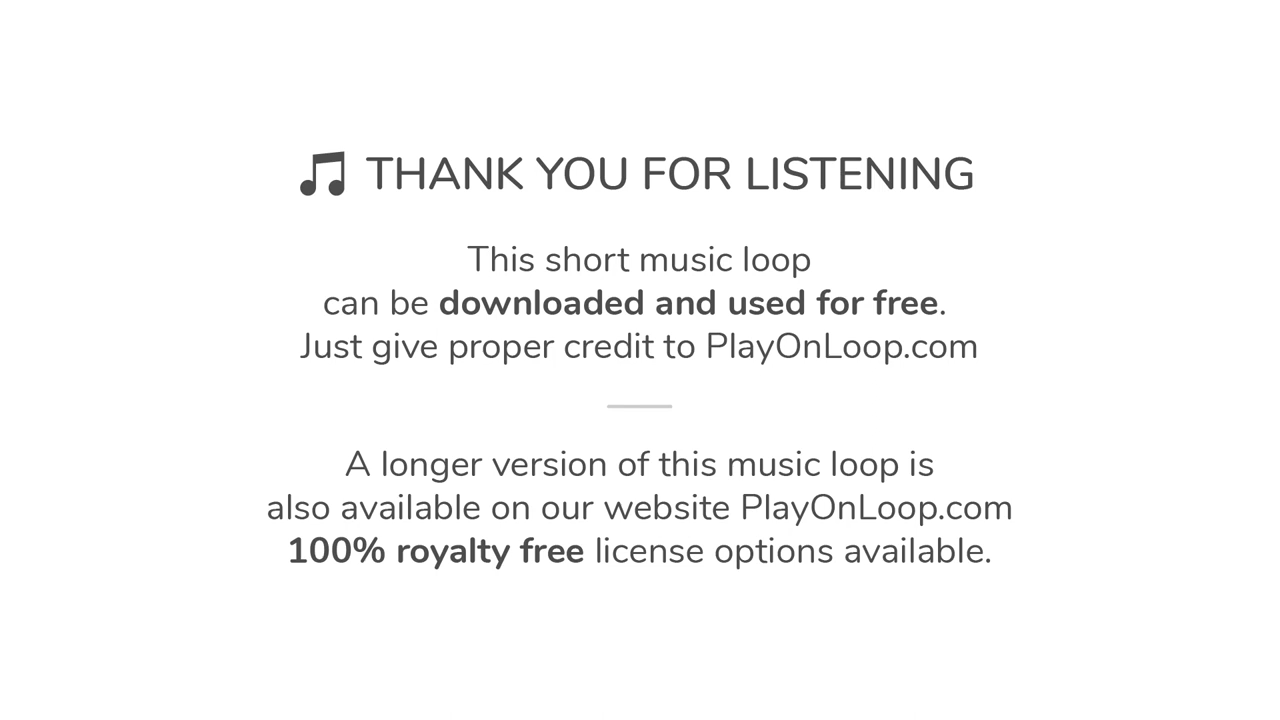 THANK YOU FOR LISTENING
This short music loop
can be downloaded and used for free.
Just give proper credit to PlayOnLoop.com
A longer version of this music loop is
also available on our website PlayOnLoop.com
100% royalty free license options available.